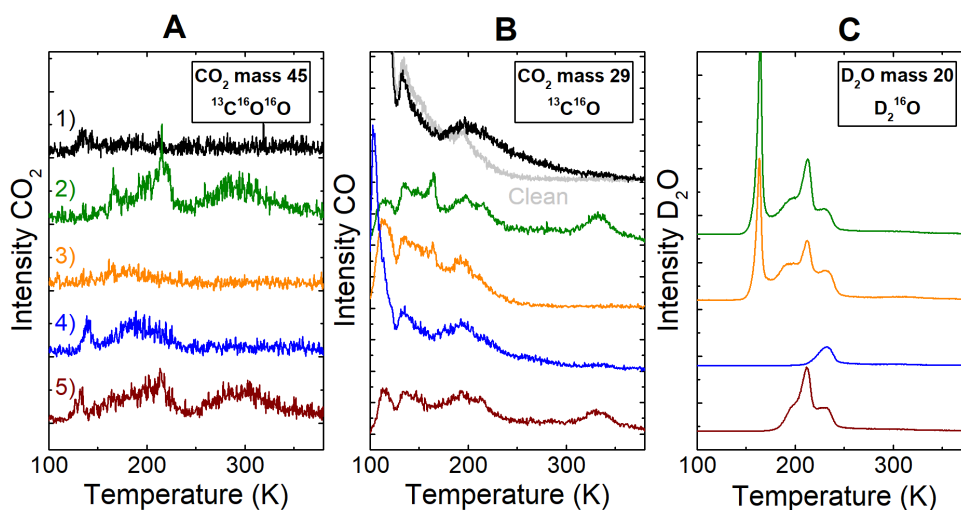 A
B
C
CO₂ mass 45
¹³C¹⁶O¹⁶O
CO₂ mass 29
¹³C¹⁶O
D₂O mass 20
D₂¹⁶O
1)
2)
3)
4)
5)
Clean
Intensity CO₂
Intensity CO
Intensity D₂O
100 200 300
100 200 300
100 200 300
Temperature (K)
Temperature (K)
Temperature (K)